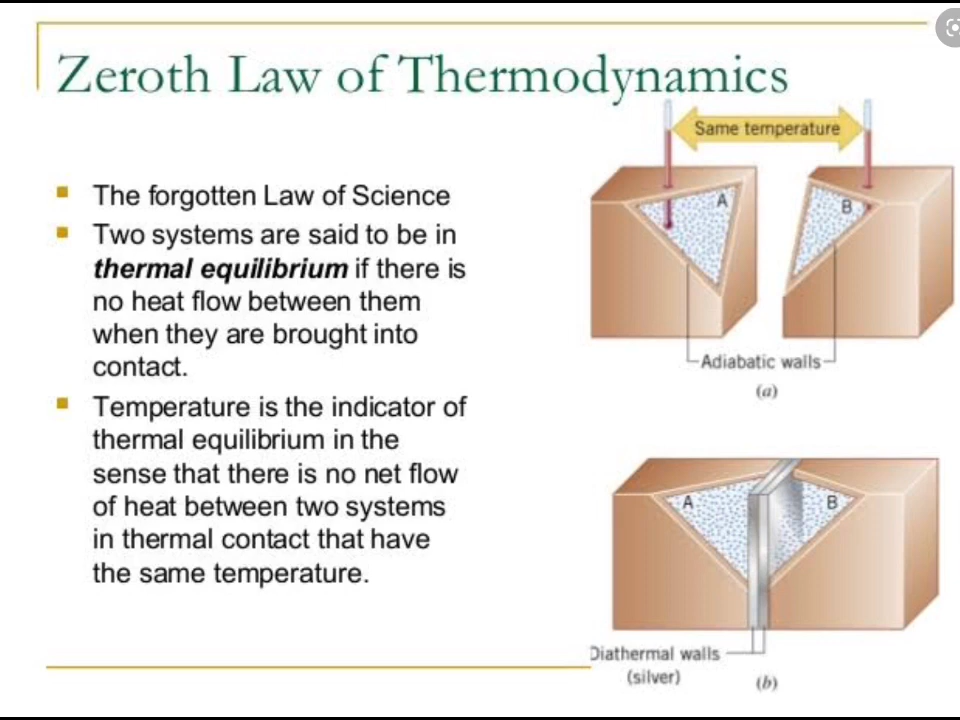 Zeroth Law of Thermodynamics
Same temperature
The forgotten Law of Science
Two systems are said to be in
thermal equilibrium if there is
no heat flow between them
when they are brought into
contact.
Temperature is the indicator of
thermal equilibrium in the
sense that there is no net flow
of heat between two systems
in thermal contact that have
the same temperature.
A
B
Adiabatic walls
(a)
A
B
Diathermal walls
(silver)
(b)